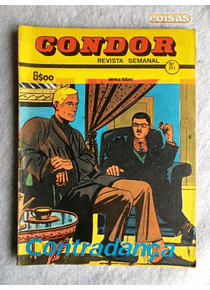 coisas
CONDOR
REVISTA SEMANAL
6$00
Contradança